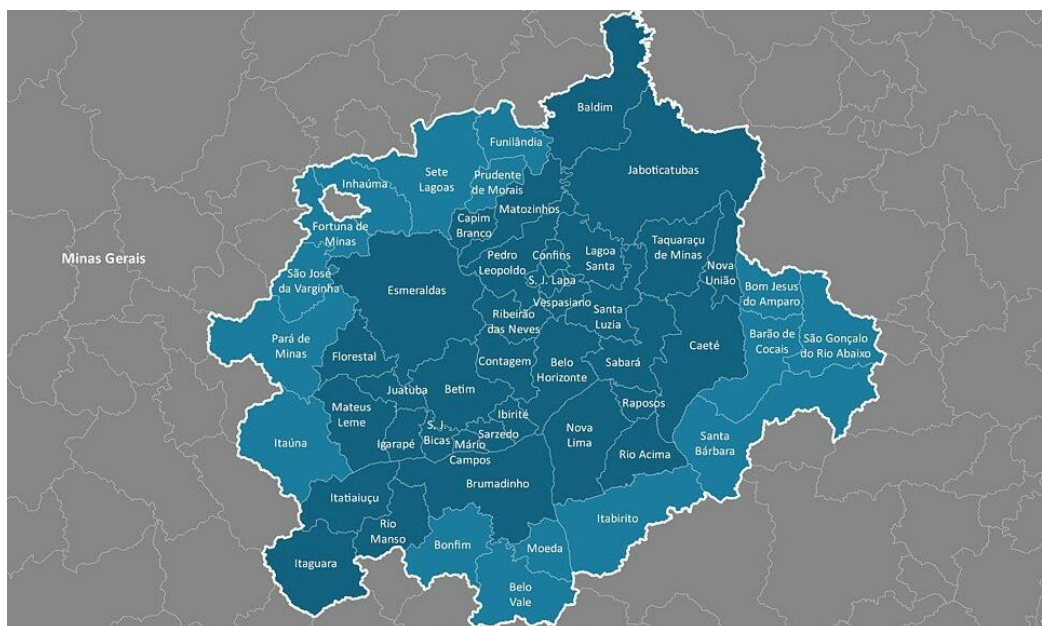 Baldim
Funilândia
Sete
Lagoas
Prudente
de Morais
Jaboticatubas
Inhaúma
Matozinhos
Capim
Branco
Fortuna de
Minas
Minas Gerais
São José
da Varginha
Esmeraldas
Pedro
Leopoldo
Confins
Lagoa
Santa
Taquaraçu
de Minas
Nova
União
S. J. Lapa
Vespasiano
Bom Jesus
do Amparo
Ribeirão
das Neves
Santa
Luzia
Pará de
Minas
Barão de
Cocais
São Gonçalo
do Rio Abaixo
Caeté
Florestal
Contagem
Belo
Horizonte
Sabará
Juatuba
Betim
Raposos
Mateus
Leme
Ibirité
Igarapé
S. J.
Bicas
Sarzedo
Mário
Campos
Nova
Lima
Santa
Bárbara
Itaúna
Rio Acima
Brumadinho
Itatiaiuçu
Itabirito
Rio
Manso
Bonfim
Moeda
Itaguara
Belo
Vale